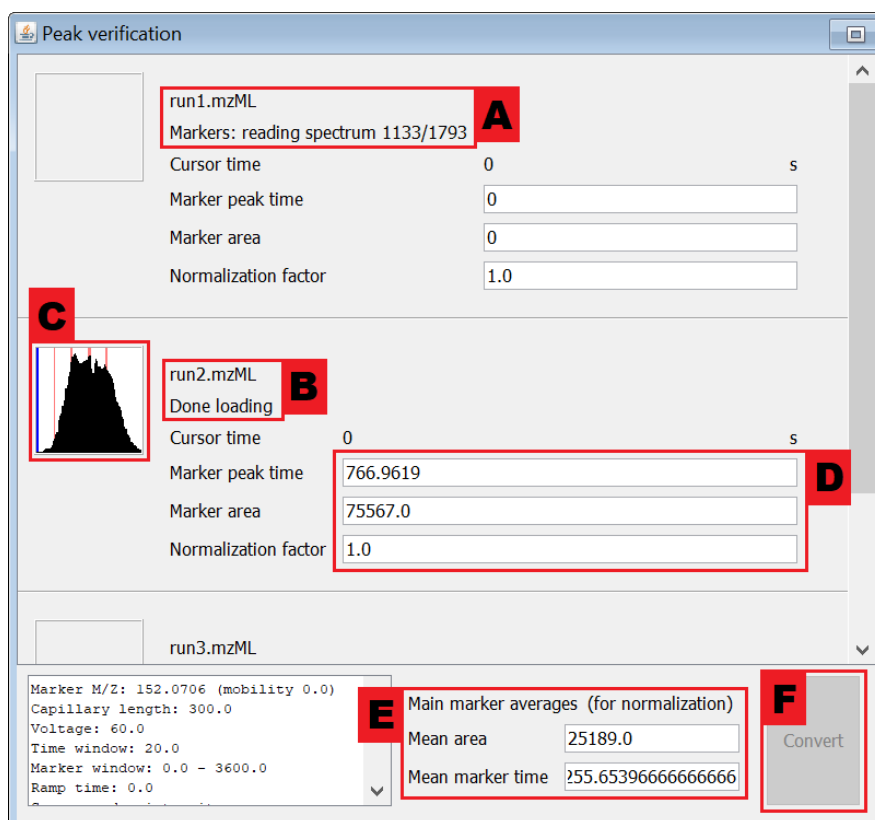 Peak verification
run1.mzML
A
Markers: reading spectrum 1133/1793
Cursor time 0 s
Marker peak time 0
Marker area 0
Normalization factor 1.0
C
run2.mzML
B
Done loading
Cursor time 0 s
Marker peak time 766.9619
D
Marker area 75567.0
Normalization factor 1.0
run3.mzML
Marker M/Z: 152.0706 (mobility 0.0)
Capillary length: 300.0
Voltage: 60.0
Time window: 20.0
Marker window: 0.0 - 3600.0
Ramp time: 0.0
E
Main marker averages (for normalization)
Mean area 25189.0
Mean marker time 255.65396666666666
F
Convert